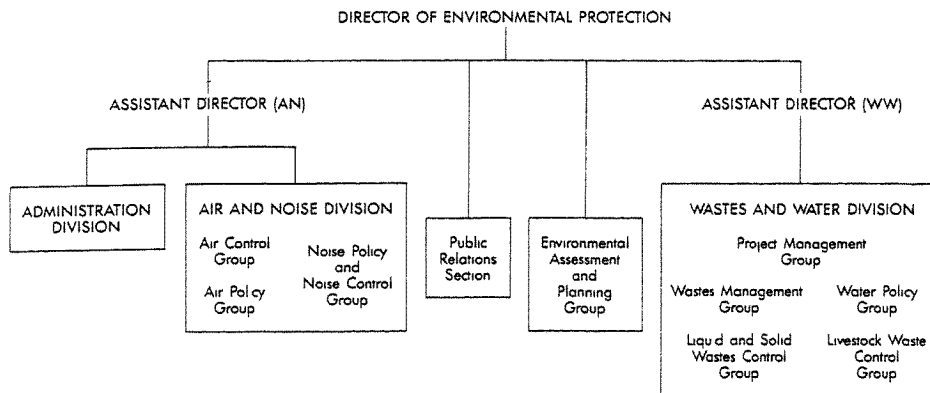 DIRECTOR OF ENVIRONMENTAL PROTECTION
ASSISTANT DIRECTOR (AN)
ASSISTANT DIRECTOR (WW)
ADMINISTRATION
DIVISION
AIR AND NOISE DIVISION
Air Control
Group
Air Policy
Group
Noise Policy
and
Noise Control
Group
Public
Relations
Section
Environmental
Assessment
and
Planning
Group
WASTES AND WATER DIVISION
Project Management
Group
Wastes Management
Group
Water Policy
Group
Liquid and Solid
Wastes Control
Group
Livestock Waste
Control
Group